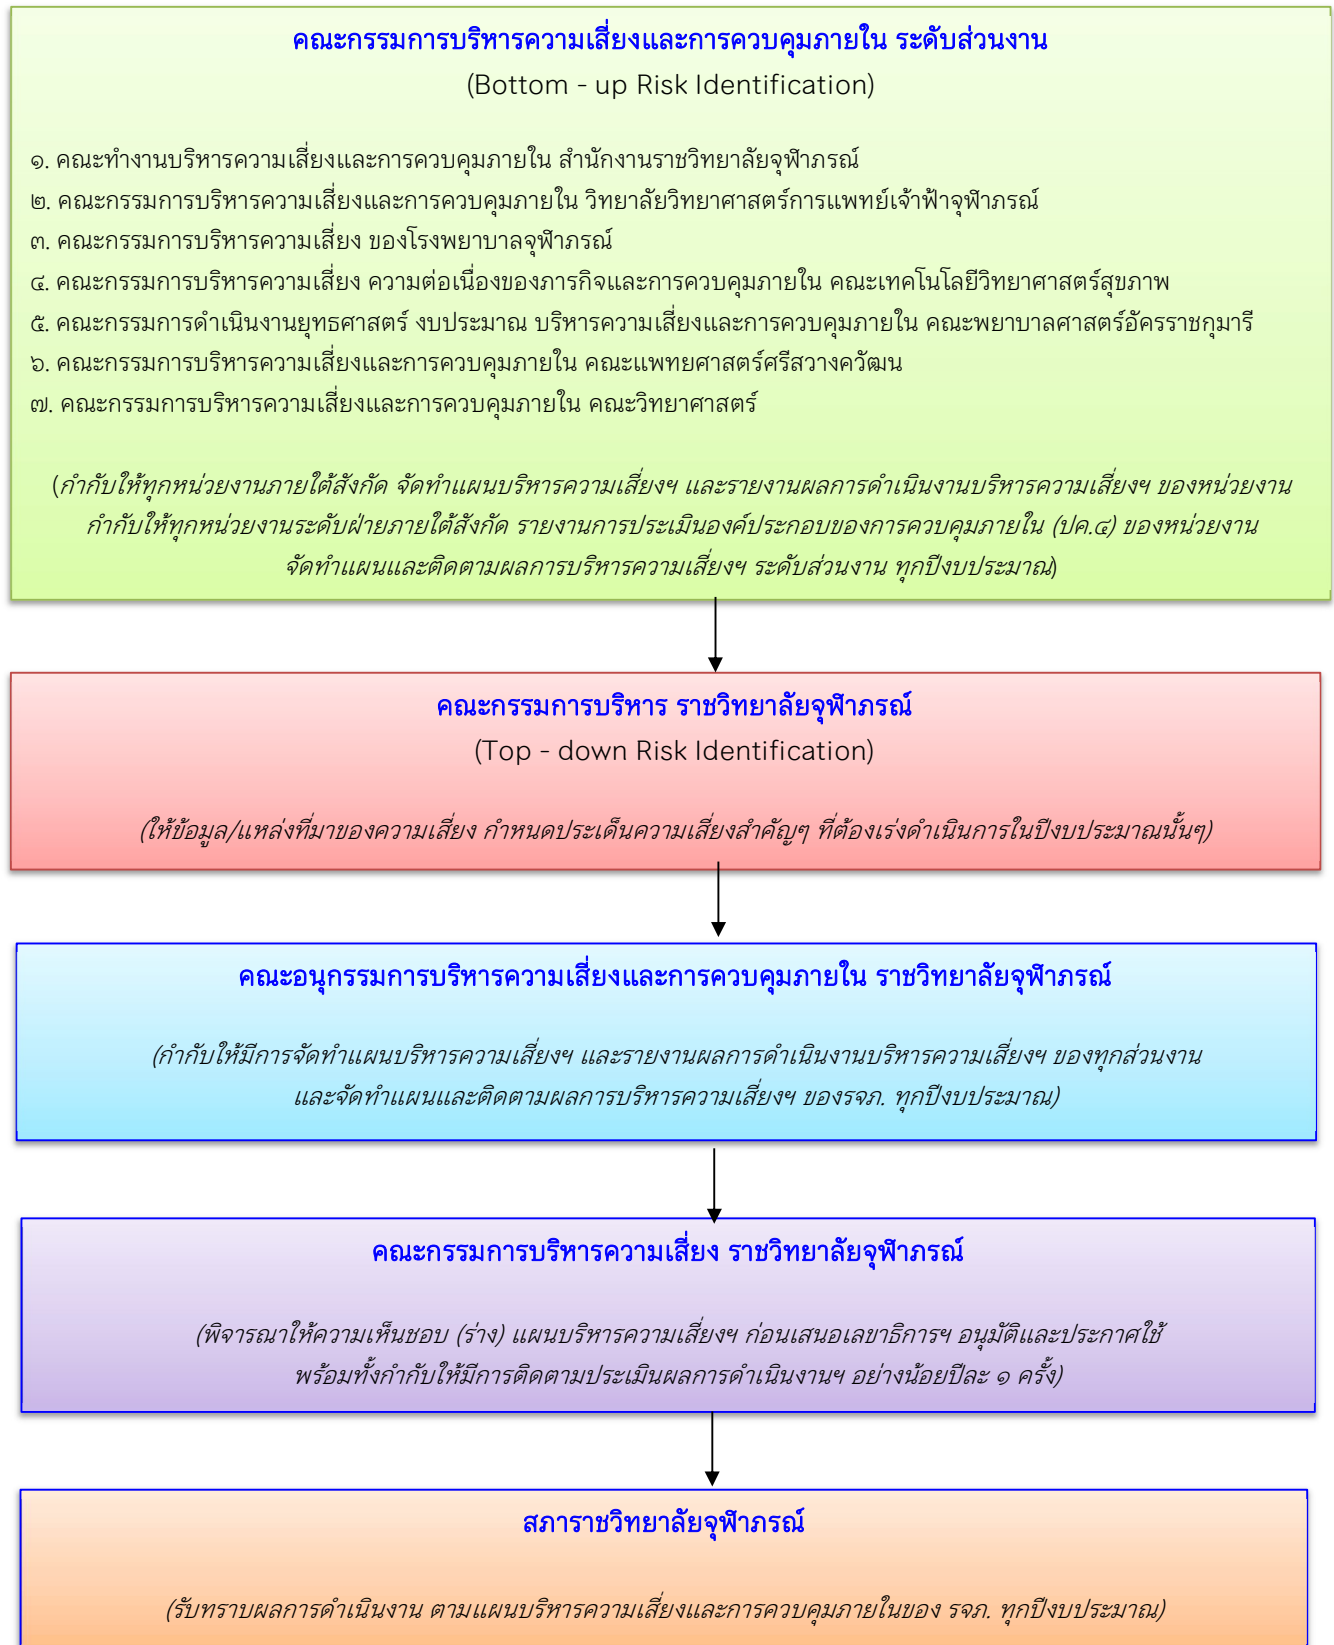 คณะกรรมการบริหารความเสี่ยงและการควบคุมภายใน ระดับส่วนงาน
(Bottom - up Risk Identification)
๑. คณะทำงานบริหารความเสี่ยงและการควบคุมภายใน สำนักงานราชวิทยาลัยจุฬาภรณ์
๒. คณะกรรมการบริหารความเสี่ยงและการควบคุมภายใน วิทยาลัยวิทยาศาสตร์การแพทย์เจ้าฟ้าจุฬาภรณ์
๓. คณะกรรมการบริหารความเสี่ยง ของโรงพยาบาลจุฬาภรณ์
๔. คณะกรรมการบริหารความเสี่ยง ความต่อเนื่องของภารกิจและการควบคุมภายใน คณะเทคโนโลยีวิทยาศาสตร์สุขภาพ
๕. คณะกรรมการดำเนินงานยุทธศาสตร์ งบประมาณ บริหารความเสี่ยงและการควบคุมภายใน คณะพยาบาลศาสตร์อัครราชกุมารี
๖. คณะกรรมการบริหารความเสี่ยงและการควบคุมภายใน คณะแพทยศาสตร์ศรีสวางควัฒน
๗. คณะกรรมการบริหารความเสี่ยงและการควบคุมภายใน คณะวิทยาศาสตร์
(กำกับให้ทุกหน่วยงานภายใต้สังกัด จัดทำแผนบริหารความเสี่ยงฯ และรายงานผลการดำเนินงานบริหารความเสี่ยงฯ ของหน่วยงาน
กำกับให้ทุกหน่วยงานระดับฝ่ายภายใต้สังกัด รายงานการประเมินองค์ประกอบของการควบคุมภายใน (ปค.๔) ของหน่วยงาน
จัดทำแผนและติดตามผลการบริหารความเสี่ยงฯ ระดับส่วนงาน ทุกปีงบประมาณ)
คณะกรรมการบริหาร ราชวิทยาลัยจุฬาภรณ์
(Top - down Risk Identification)
(ให้ข้อมูล/แหล่งที่มาของความเสี่ยง กำหนดประเด็นความเสี่ยงสำคัญๆ ที่ต้องเร่งดำเนินการในปีงบประมาณนั้นๆ)
คณะอนุกรรมการบริหารความเสี่ยงและการควบคุมภายใน ราชวิทยาลัยจุฬาภรณ์
(กำกับให้มีการจัดทำแผนบริหารความเสี่ยงฯ และรายงานผลการดำเนินงานบริหารความเสี่ยงฯ ของทุกส่วนงาน
และจัดทำแผนและติดตามผลการบริหารความเสี่ยงฯ ของรจภ. ทุกปีงบประมาณ)
คณะกรรมการบริหารความเสี่ยง ราชวิทยาลัยจุฬาภรณ์
(พิจารณาให้ความเห็นชอบ (ร่าง) แผนบริหารความเสี่ยงฯ ก่อนเสนอเลขาธิการฯ อนุมัติและประกาศใช้
พร้อมทั้งกำกับให้มีการติดตามประเมินผลการดำเนินงานฯ อย่างน้อยปีละ ๑ ครั้ง)
สภาราชวิทยาลัยจุฬาภรณ์
(รับทราบผลการดำเนินงาน ตามแผนบริหารความเสี่ยงและการควบคุมภายในของ รจภ. ทุกปีงบประมาณ)